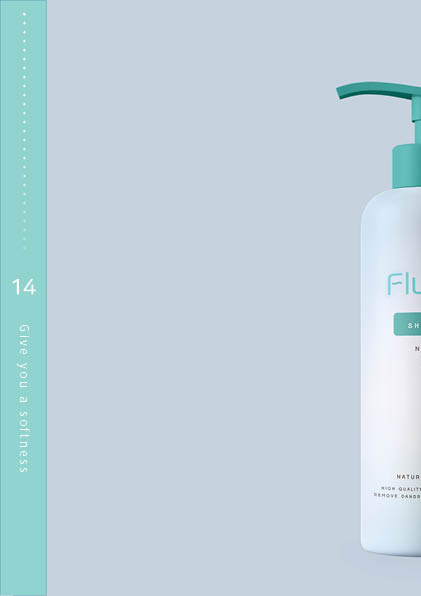 14
Give you a softness
Flu
SH
N
NATUR
HIGH QUALITY
REMOVE DANDR